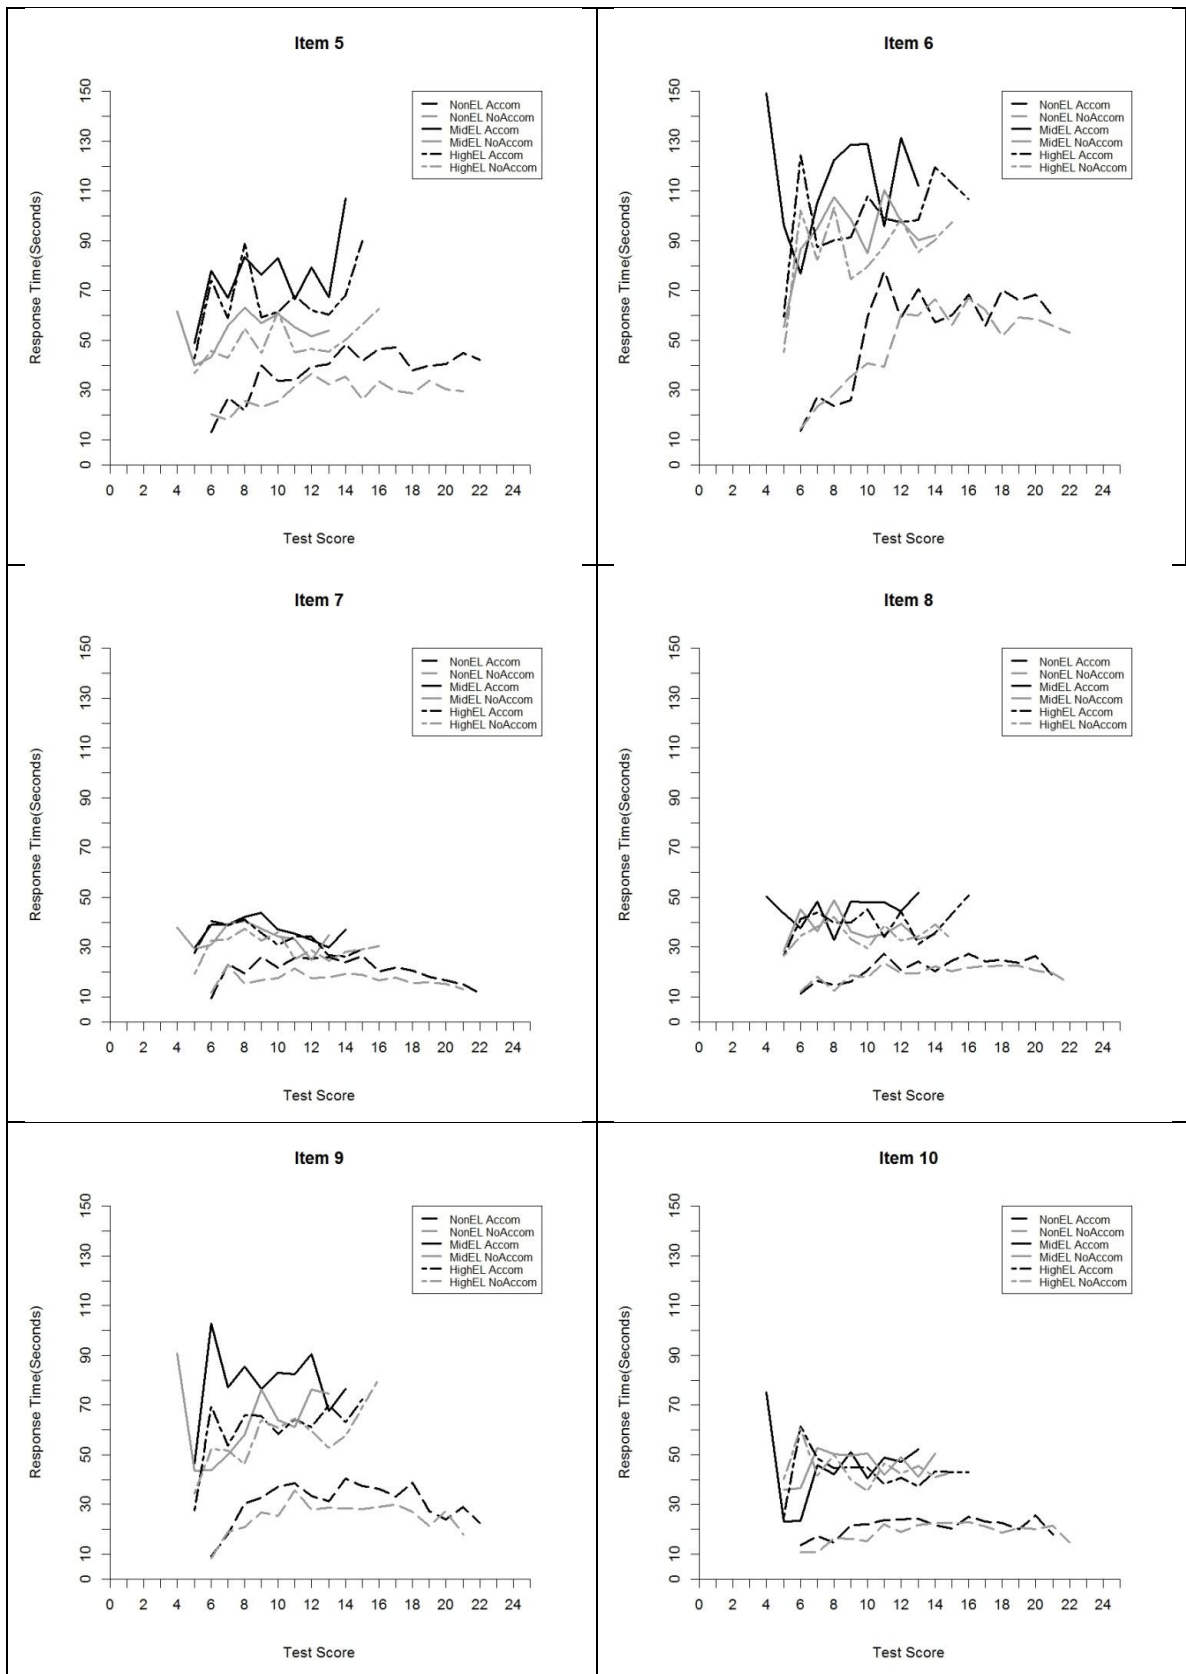 Item 5
150
130
110
90
70
50
30
10
0
Response Time(Seconds)
NonEL Accom
NonEL NoAccom
MidEL Accom
MidEL NoAccom
HighEL Accom
HighEL NoAccom
0 2 4 6 8 10 12 14 16 18 20 22 24
Test Score
Item 6
150
130
110
90
70
50
30
10
0
Response Time(Seconds)
NonEL Accom
NonEL NoAccom
MidEL Accom
MidEL NoAccom
HighEL Accom
HighEL NoAccom
0 2 4 6 8 10 12 14 16 18 20 22 24
Test Score
Item 7
150
130
110
90
70
50
30
10
0
Response Time(Seconds)
NonEL Accom
NonEL NoAccom
MidEL Accom
MidEL NoAccom
HighEL Accom
HighEL NoAccom
0 2 4 6 8 10 12 14 16 18 20 22 24
Test Score
Item 8
150
130
110
90
70
50
30
10
0
Response Time(Seconds)
NonEL Accom
NonEL NoAccom
MidEL Accom
MidEL NoAccom
HighEL Accom
HighEL NoAccom
0 2 4 6 8 10 12 14 16 18 20 22 24
Test Score
Item 9
150
130
110
90
70
50
30
10
0
Response Time(Seconds)
NonEL Accom
NonEL NoAccom
MidEL Accom
MidEL NoAccom
HighEL Accom
HighEL NoAccom
0 2 4 6 8 10 12 14 16 18 20 22 24
Test Score
Item 10
150
130
110
90
70
50
30
10
0
Response Time(Seconds)
NonEL Accom
NonEL NoAccom
MidEL Accom
MidEL NoAccom
HighEL Accom
HighEL NoAccom
0 2 4 6 8 10 12 14 16 18 20 22 24
Test Score